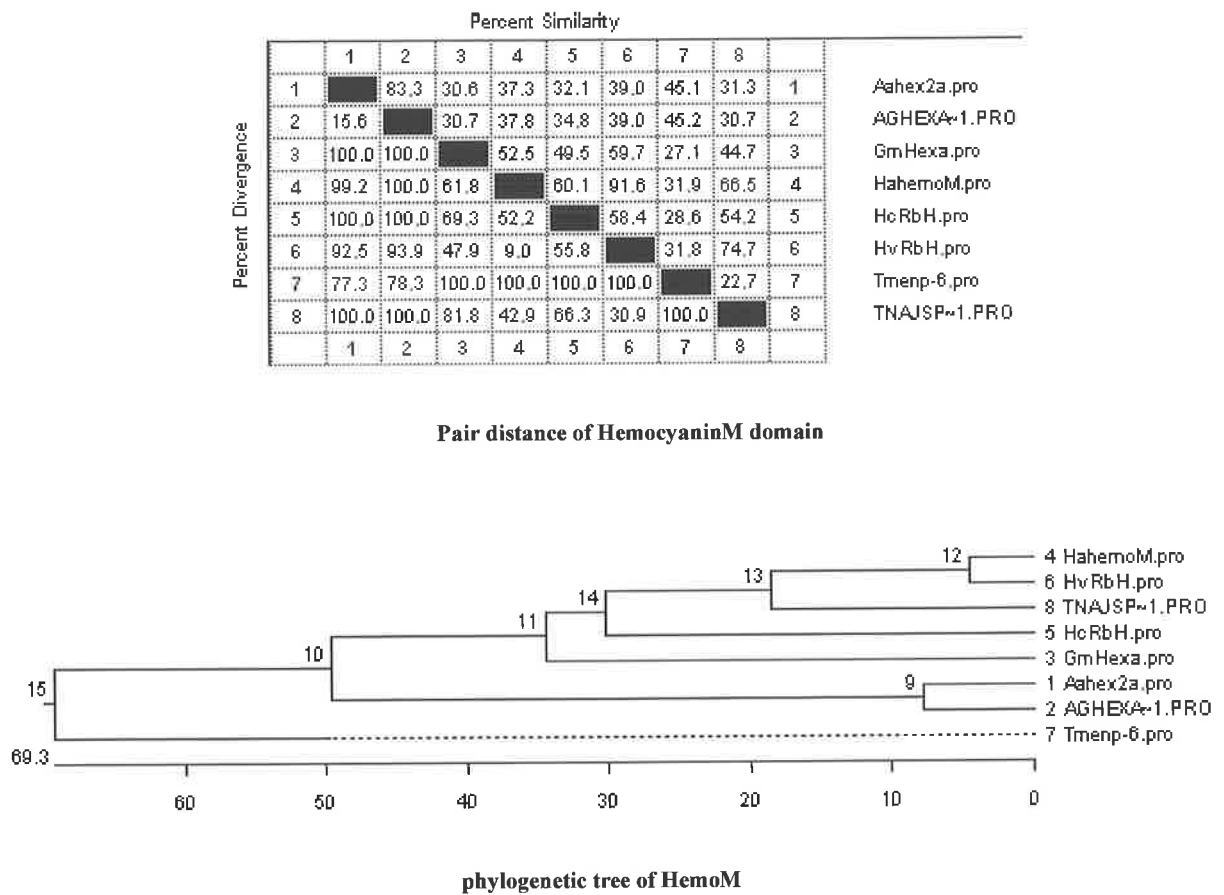 Percent Similarity
1 2 3 4 5 6 7 8
1 83.3 30.6 37.3 32.1 39.0 45.1 31.3 1 Aahex2a.pro
2 15.6 30.7 37.8 34.8 39.0 45.2 30.7 2 AGHEXA~1.PRO
3 100.0 100.0 52.5 49.5 59.7 27.1 44.7 3 GmHexa.pro
4 99.2 100.0 61.8 60.1 91.6 31.9 66.5 4 HahemoM.pro
5 100.0 100.0 69.3 52.2 58.4 28.6 54.2 5 HcRbH.pro
6 92.5 93.9 47.9 9.0 55.8 31.8 74.7 6 HvRbH.pro
7 77.3 78.3 100.0 100.0 100.0 100.0 22.7 7 Tmenp-6.pro
8 100.0 100.0 81.8 42.9 66.3 30.9 100.0 8 TNAJSP~1.PRO
1 2 3 4 5 6 7 8
Percent Divergence
Pair distance of HemocyaninM domain
12 4 HahemoM.pro
13 6 HvRbH.pro
14 8 TNAJSP~1.PRO
11 5 HcRbH.pro
10 3 GmHexa.pro
15 9 1 Aahex2a.pro
2 AGHEXA~1.PRO
7 Tmenp-6.pro
69.3
60 50 40 30 20 10 0
phylogenetic tree of HemoM